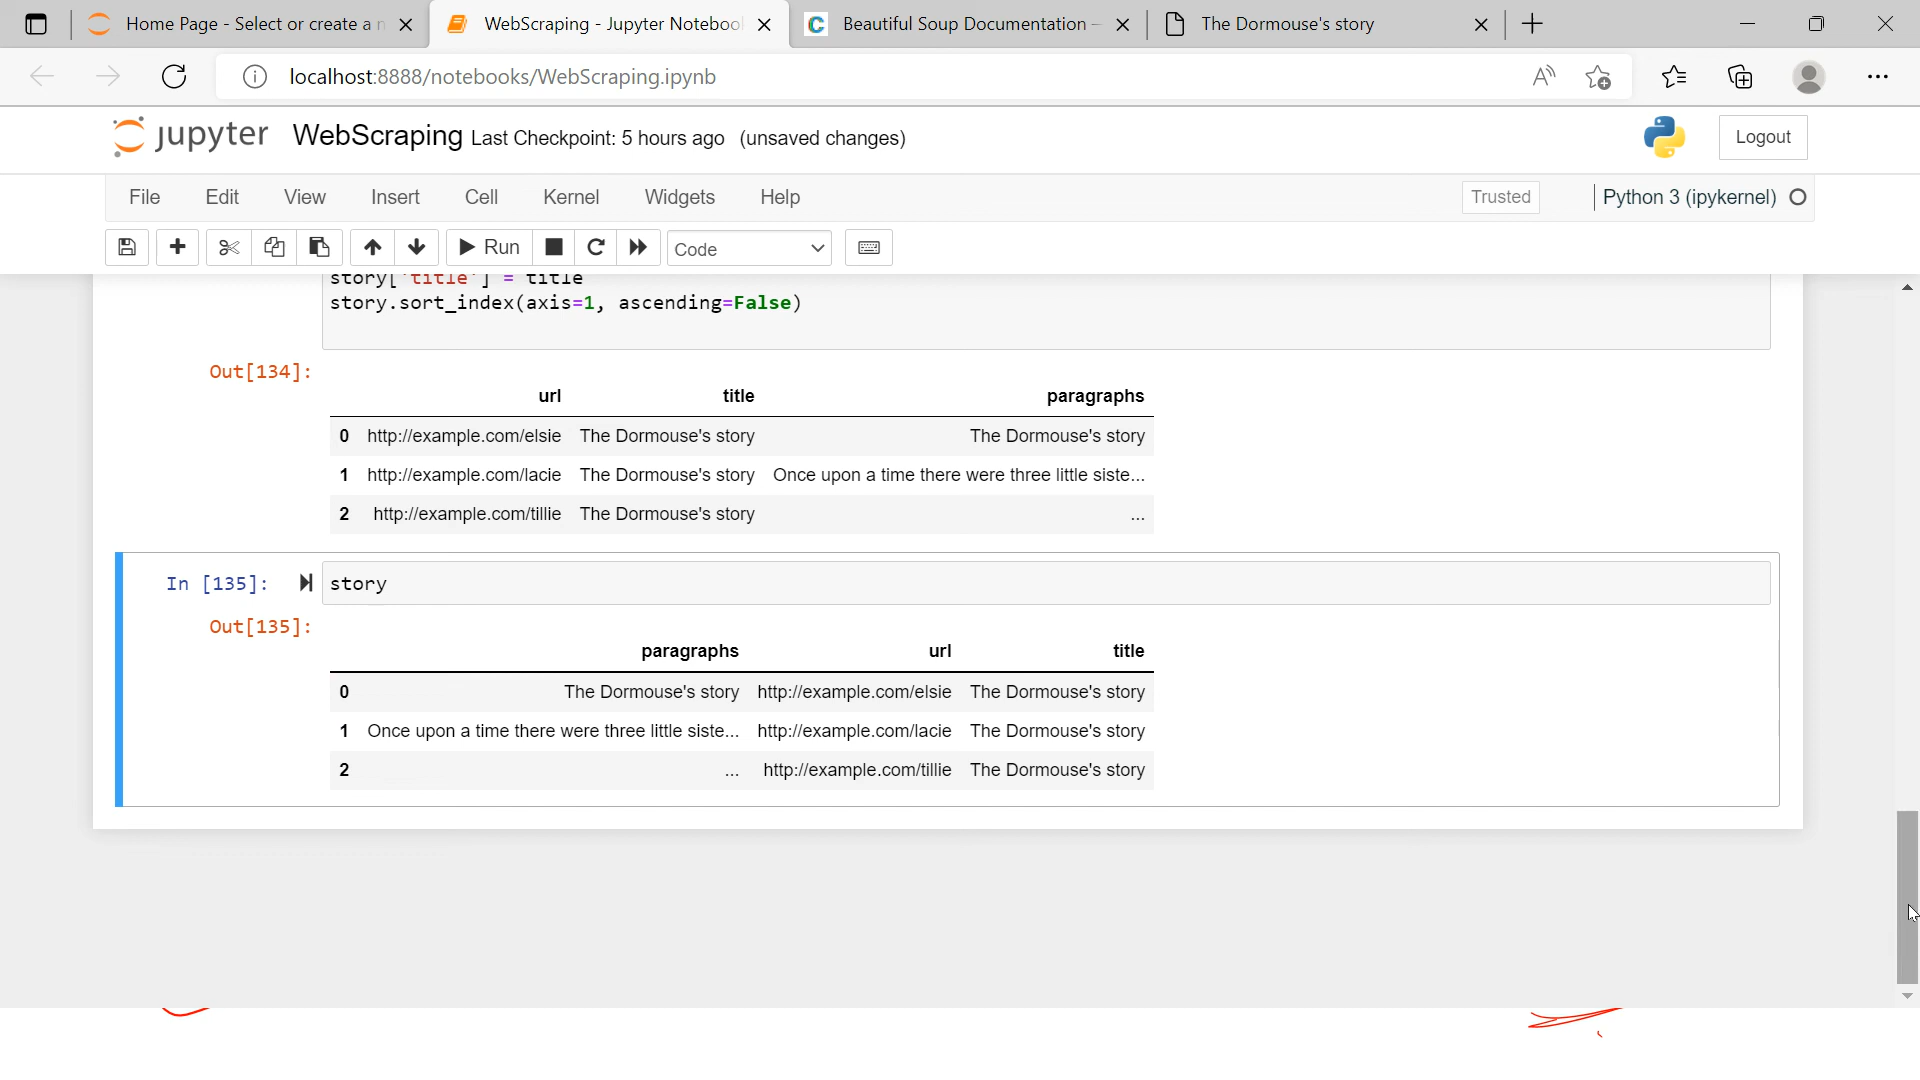 Home Page - Select or create a n
WebScraping - Jupyter Noteboo
Beautiful Soup Documentation —
The Dormouse's story
localhost:8888/notebooks/WebScraping.ipynb
jupyter WebScraping Last Checkpoint: 5 hours ago (unsaved changes)
Logout
File Edit View Insert Cell Kernel Widgets Help
Trusted
Python 3 (ipykernel)
Run
Code
story['title'] = title
story.sort_index(axis=1, ascending=False)
Out[134]:
url title paragraphs
0 http://example.com/elsie The Dormouse's story The Dormouse's story
1 http://example.com/lacie The Dormouse's story Once upon a time there were three little siste...
2 http://example.com/tillie The Dormouse's story ...
In [135]: story
Out[135]:
paragraphs url title
0 The Dormouse's story http://example.com/elsie The Dormouse's story
1 Once upon a time there were three little siste... http://example.com/lacie The Dormouse's story
2 ... http://example.com/tillie The Dormouse's story